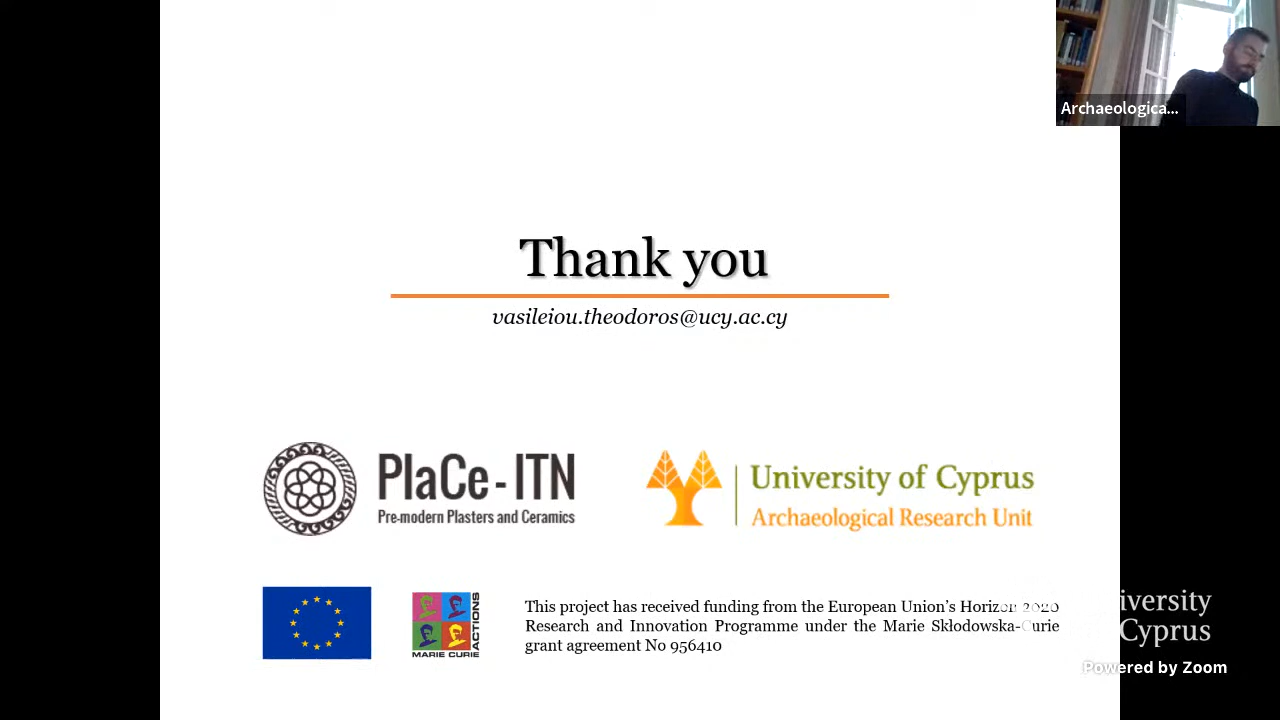 Archaeologica...
Thank you
vasileiou.theodoros@ucy.ac.cy
PlaCe - ITN
Pre-modern Plasters and Ceramics
University of Cyprus
Archaeological Research Unit
MARIE CURIE
ACTIONS
This project has received funding from the European Union's Horizon 2020
Research and Innovation Programme under the Marie Skłodowska-Curie
grant agreement No 956410
Cyprus
Powered by Zoom